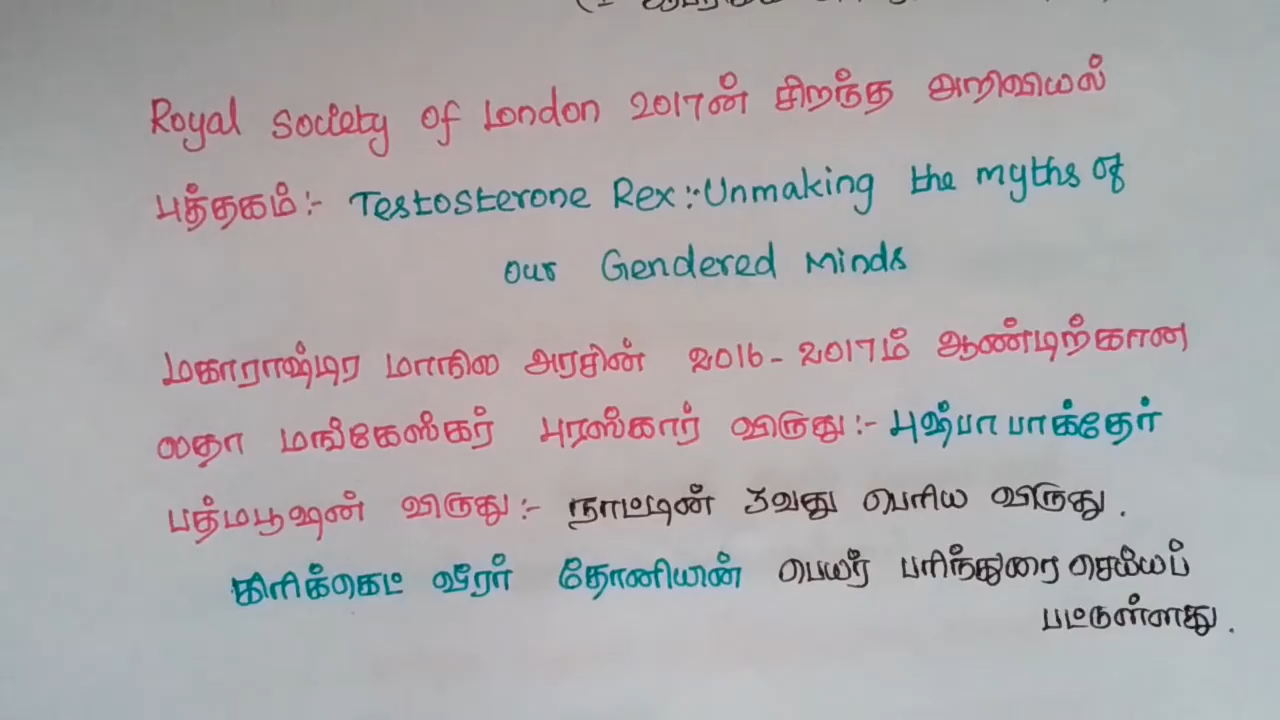 Royal Society of London 2017ன் சிறந்த அறிவியல்
புத்தகம்:- Testosterone Rex:-Unmaking the myths of
our Gendered Minds
மகாராஷ்டிர மாநில அரசின் 2016-2017ம் ஆண்டிற்கான
லதா மங்கேஸ்கர் புரஸ்கார் விருது:- புஷ்பா பாக்தேர்
பத்மபூஷன் விருது:- நாட்டின் 3வது பெரிய விருது.
கிரிக்கெட் வீரர் தோனியின் பெயர் பரிந்துரை செய்யப்
பட்டுள்ளது.